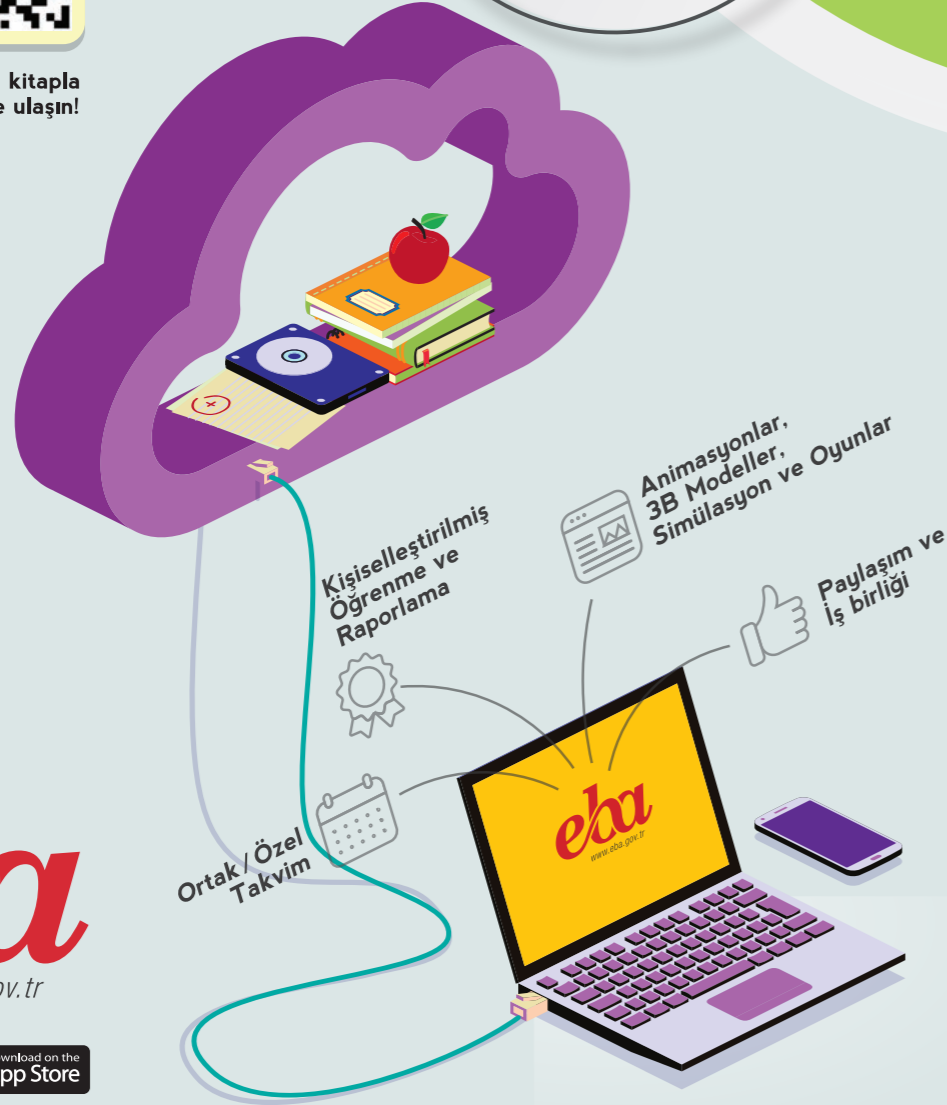 kitapla
ulaşın!
Animasyonlar,
3B Modeller,
Simülasyon ve Oyunlar
Kişiselleştirilmiş
Öğrenme ve
Raporlama
Paylaşım ve
İş birliği
Ortak / Özel
Takvim
eba
www.eba.gov.tr
a
ov.tr
wnload on the
pp Store